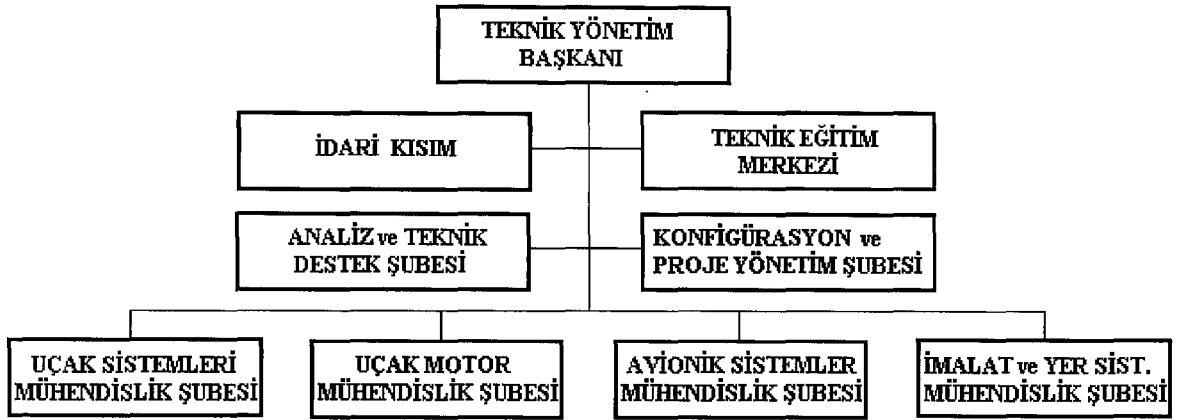 TEKNİK YÖNETİM
BAŞKANI
İDARİ KISIM
TEKNİK EĞİTİM
MERKEZİ
ANALİZ ve TEKNİK
DESTEK ŞUBESİ
KONFİGÜRASYON ve
PROJE YÖNETİM ŞUBESİ
UÇAK SİSTEMLERİ
MÜHENDİSLİK ŞUBESİ
UÇAK MOTOR
MÜHENDİSLİK ŞUBESİ
AVİONİK SİSTEMLER
MÜHENDİSLİK ŞUBESİ
İMALAT ve YER SİST.
MÜHENDİSLİK ŞUBESİ